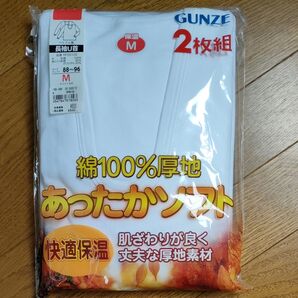 GUNZE
2枚組
M
長袖U首
88~96
M
綿100%厚地
あったかソフト
快適保温
肌ざわりが良く
丈夫な厚地素材